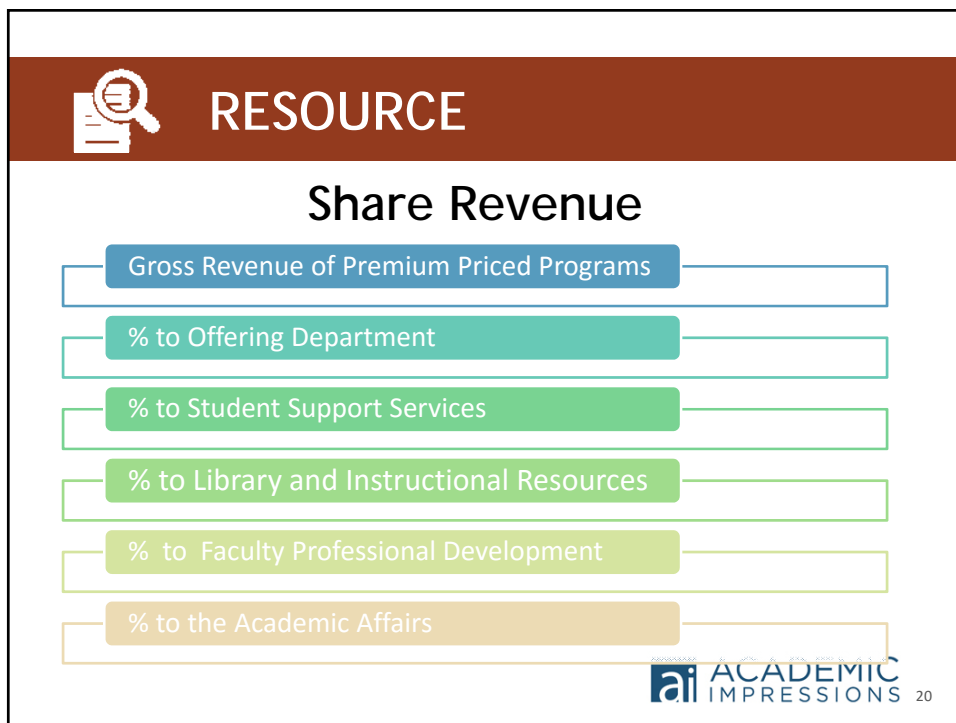 RESOURCE
Share Revenue
Gross Revenue of Premium Priced Programs
% to Offering Department
% to Student Support Services
% to Library and Instructional Resources
% to Faculty Professional Development
% to the Academic Affairs
ai ACADEMIC
IMPRESSIONS
20